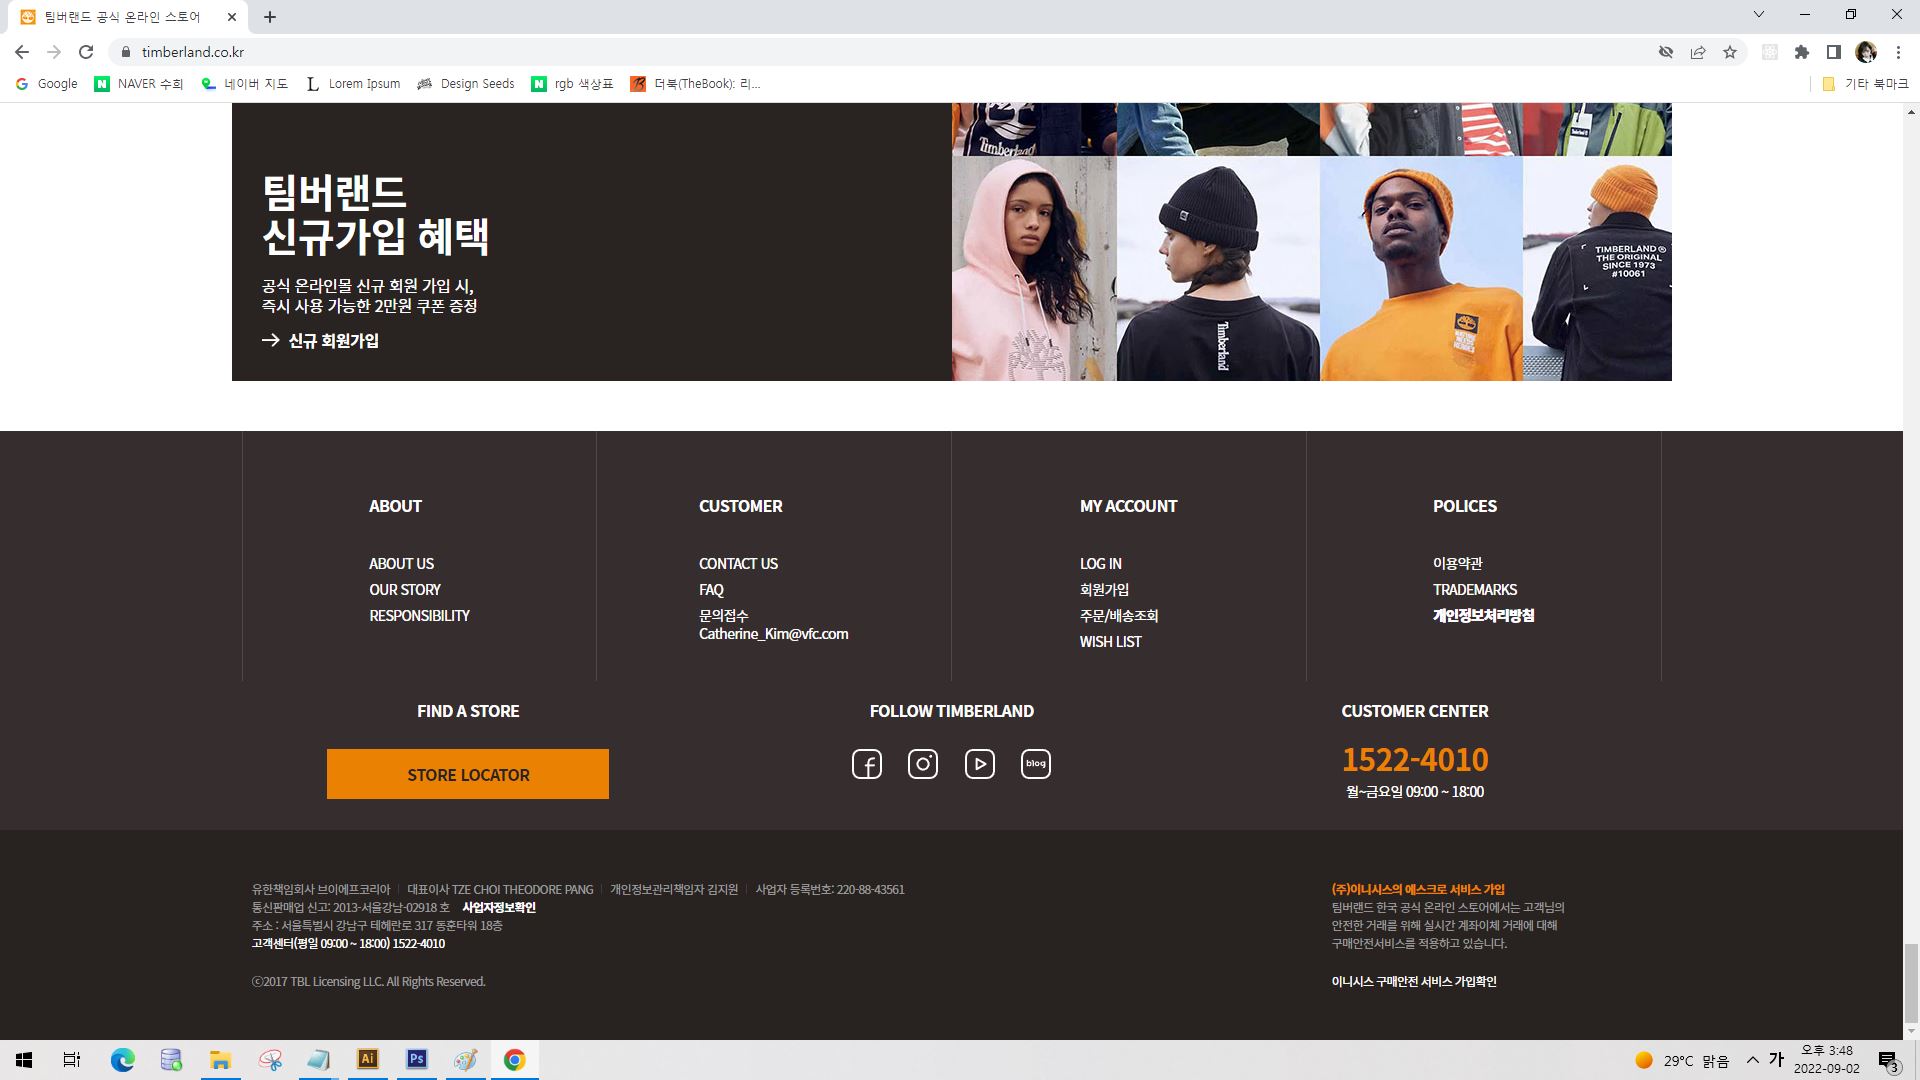 팀버랜드 공식 온라인 스토어
timberland.co.kr
Google
NAVER 수희
네이버 지도
Lorem Ipsum
Design Seeds
rgb 색상표
더북(TheBook): 리...
기타 북마크
Timberland
팀버랜드
신규가입 혜택
공식 온라인몰 신규 회원 가입 시,
즉시 사용 가능한 2만원 쿠폰 증정
신규 회원가입
Timberland
TIMBERLAND ®
THE ORIGINAL
SINCE 1973
#10061
ABOUT
ABOUT US
OUR STORY
RESPONSIBILITY
CUSTOMER
CONTACT US
FAQ
문의접수
Catherine_Kim@vfc.com
MY ACCOUNT
LOG IN
회원가입
주문/배송조회
WISH LIST
POLICES
이용약관
TRADEMARKS
개인정보처리방침
FIND A STORE
STORE LOCATOR
FOLLOW TIMBERLAND
blog
CUSTOMER CENTER
1522-4010
월~금요일 09:00 ~ 18:00
유한책임회사 브이에프코리아 | 대표이사 TZE CHOI THEODORE PANG | 개인정보관리책임자 김지원 | 사업자 등록번호: 220-88-43561
통신판매업 신고: 2013-서울강남-02918 호 사업자정보확인
주소 : 서울특별시 강남구 테헤란로 317 동훈타워 18층
고객센터(평일 09:00 ~ 18:00) 1522-4010
ⓒ2017 TBL Licensing LLC. All Rights Reserved.
(주)이니시스의 에스크로 서비스 가입
팀버랜드 한국 공식 온라인 스토어에서는 고객님의
안전한 거래를 위해 실시간 계좌이체 거래에 대해
구매안전서비스를 적용하고 있습니다.
이니시스 구매안전 서비스 가입확인
Ai
Ps
29°C 맑음
가
오후 3:48
2022-09-02
3